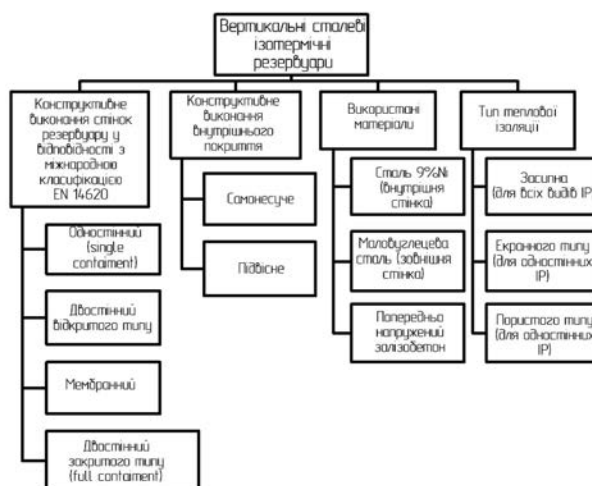 Вертикальні сталеві
ізотермічні
резервуари
Конструктивне
виконання стінок
резервуару у
відповідності з
міжнародною
класифікацією
EN 14620
Одностінний
(single
contaiment)
Двостінний
відкритого типу
Мембранний
Двостінний
закритого типу
(full contaiment)
Конструктивне
виконання
внутрішнього
покриття
Самонесуче
Підвісне
Використані
матеріали
Сталь 9%Ni
(внутрішня
стінка)
Маловуглецева
сталь (зовнішня
стінка)
Попередньо
напружений
залізобетон
Тип теплової
ізоляції
Засипна
(для всіх видів ІР)
Екранного типу
(для одностінних
ІР)
Пористого типу
(для одностінних
ІР)